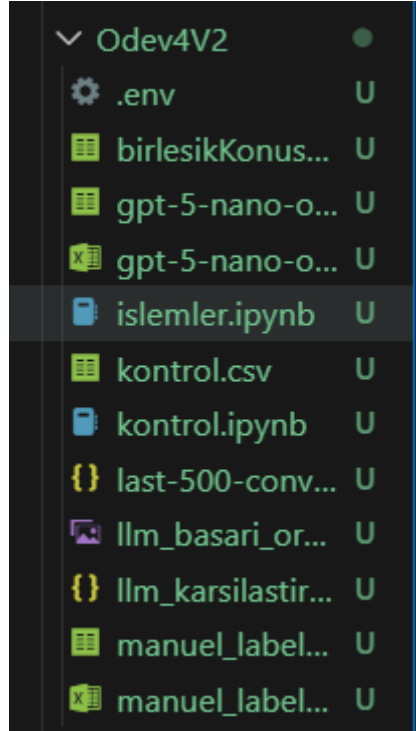 Odev4V2
.env U
birlesikKonus... U
gpt-5-nano-o... U
gpt-5-nano-o... U
islemler.ipynb U
kontrol.csv U
kontrol.ipynb U
last-500-conv... U
llm_basari_or... U
llm_karsilastir... U
manuel_label... U
manuel_label... U